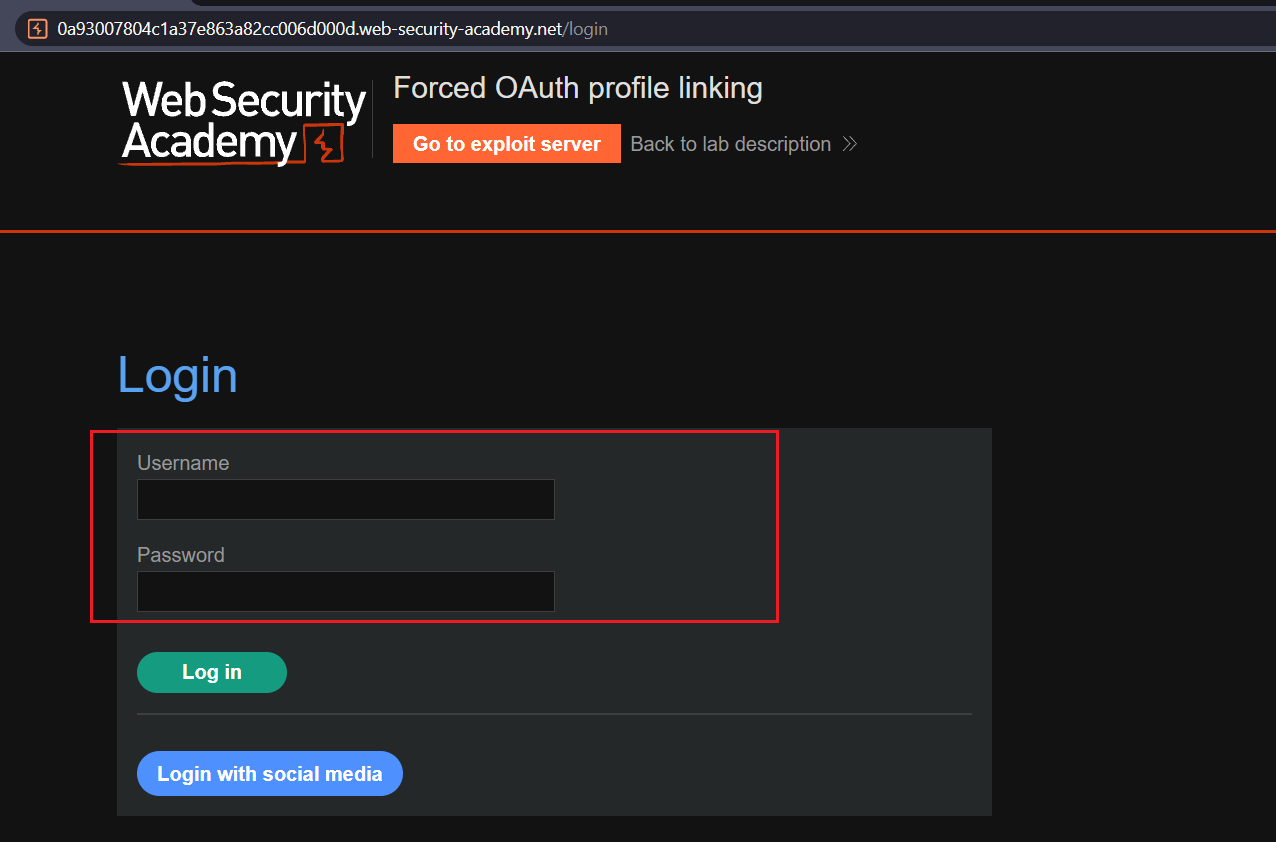 0a93007804c1a37e863a82cc006d000d.web-security-academy.net/login
Web Security
Academy
Forced OAuth profile linking
Go to exploit server
Back to lab description
Login
Username
Password
Log in
Login with social media